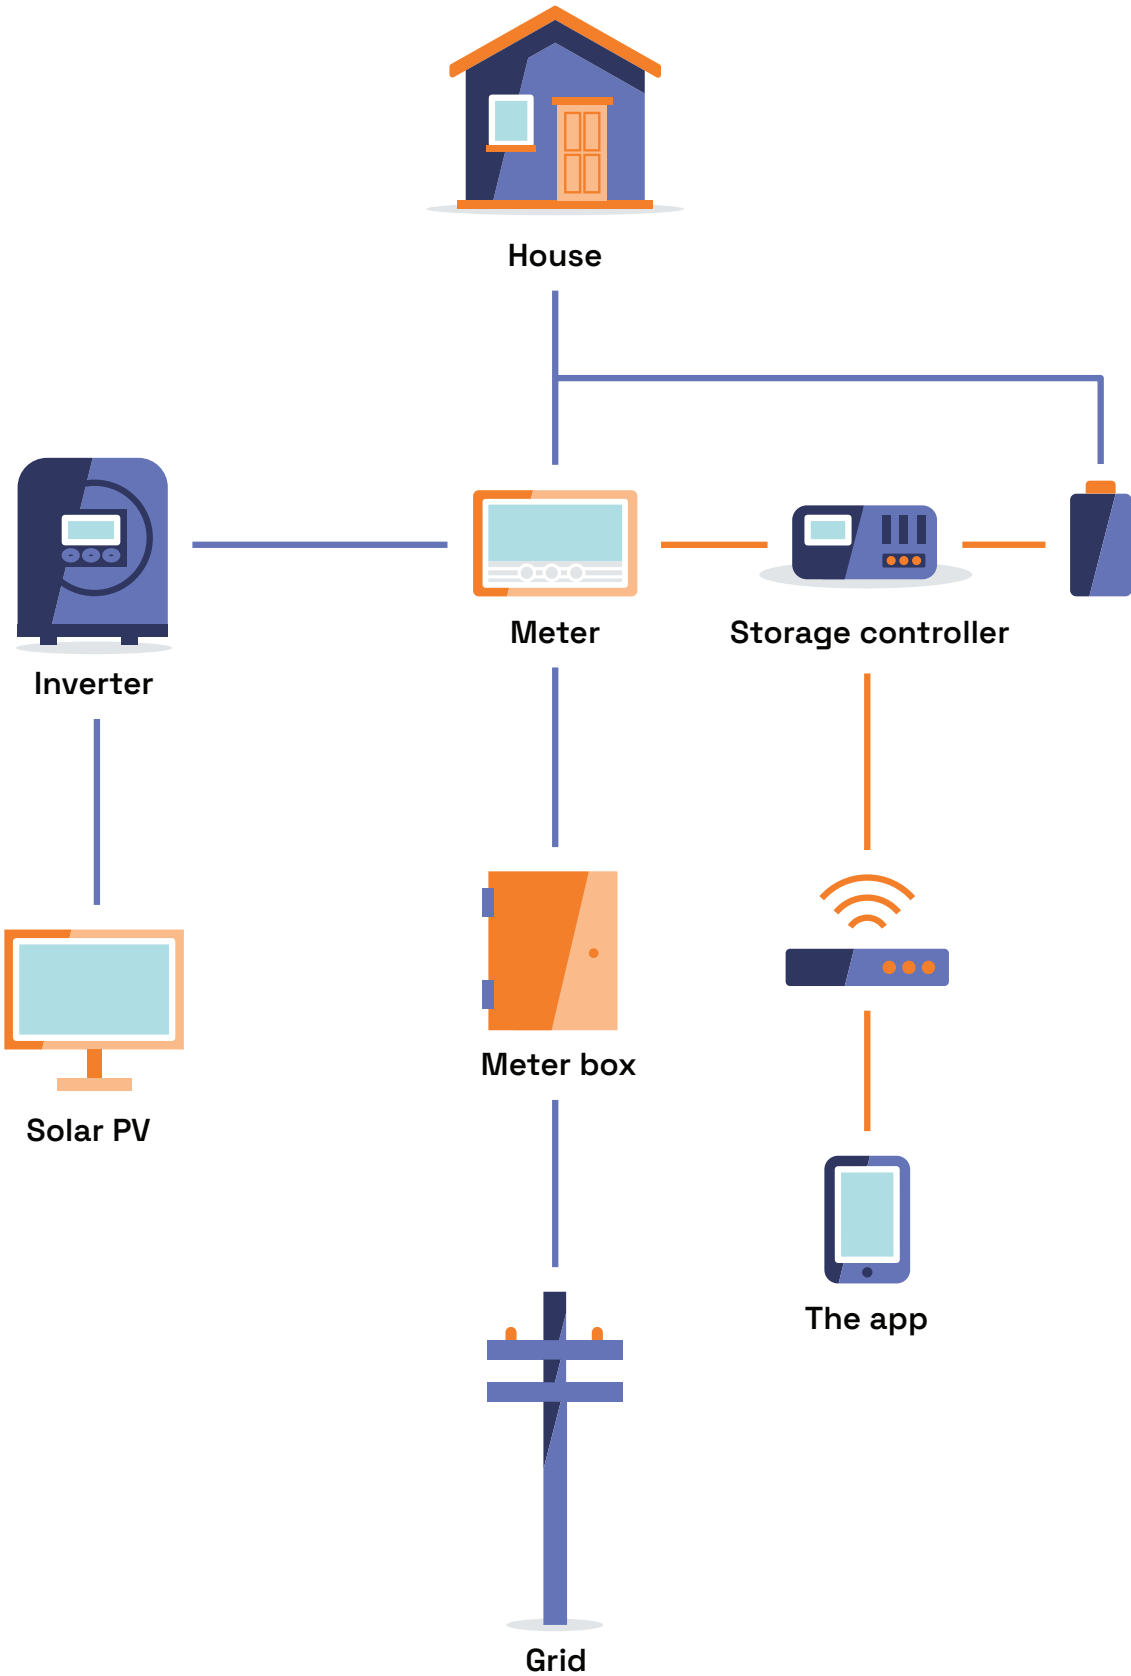 House
Meter
Storage controller
Inverter
Meter box
Solar PV
The app
Grid